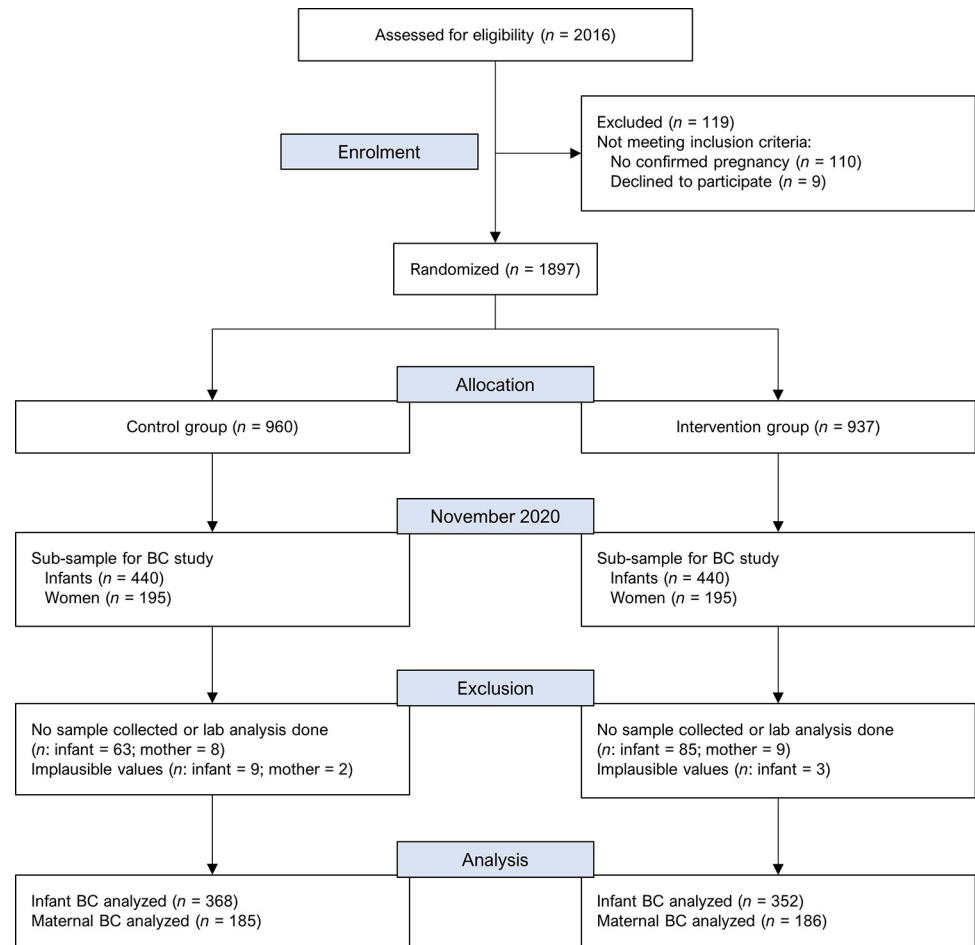 Assessed for eligibility (n = 2016)
Enrolment
Excluded (n = 119)
Not meeting inclusion criteria:
No confirmed pregnancy (n = 110)
Declined to participate (n = 9)
Randomized (n = 1897)
Allocation
Control group (n = 960)
Intervention group (n = 937)
November 2020
Sub-sample for BC study
Infants (n = 440)
Women (n = 195)
Sub-sample for BC study
Infants (n = 440)
Women (n = 195)
Exclusion
No sample collected or lab analysis done
(n: infant = 63; mother = 8)
Implausible values (n: infant = 9; mother = 2)
No sample collected or lab analysis done
(n: infant = 85; mother = 9)
Implausible values (n: infant = 3)
Analysis
Infant BC analyzed (n = 368)
Maternal BC analyzed (n = 185)
Infant BC analyzed (n = 352)
Maternal BC analyzed (n = 186)